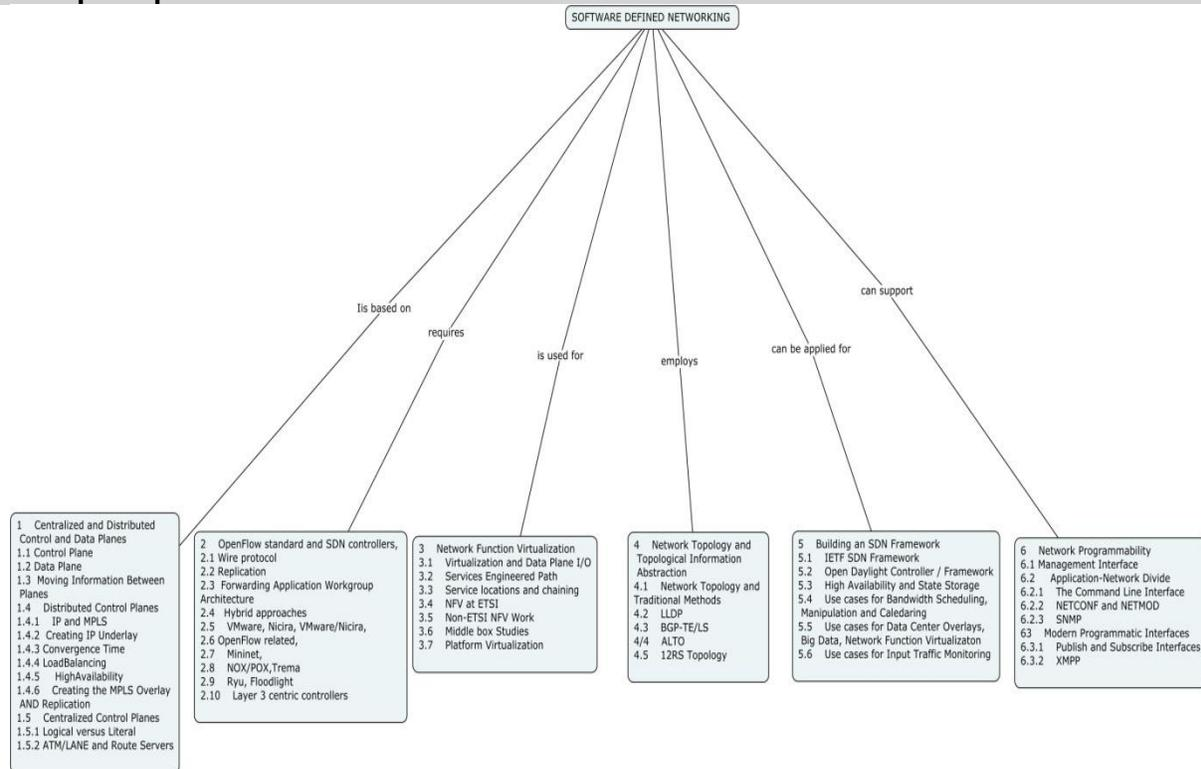 SOFTWARE DEFINED NETWORKING
Iis based on
requires
is used for
employs
can be applied for
can support
1 Centralized and Distributed
Control and Data Planes
1.1 Control Plane
1.2 Data Plane
1.3 Moving Information Between
Planes
1.4 Distributed Control Planes
1.4.1 IP and MPLS
1.4.2 Creating IP Underlay
1.4.3 Convergence Time
1.4.4 LoadBalancing
1.4.5 HighAvailability
1.4.6 Creating the MPLS Overlay
AND Replication
1.5 Centralized Control Planes
1.5.1 Logical versus Literal
1.5.2 ATM/LANE and Route Servers
2 OpenFlow standard and SDN controllers,
2.1 Wire protocol
2.2 Replication
2.3 Forwarding Application Workgroup
Architecture
2.4 Hybrid approaches
2.5 VMware, Nicira, VMware/Nicira,
2.6 OpenFlow related,
2.7 Mininet,
2.8 NOX/POX,Trema
2.9 Ryu, Floodlight
2.10 Layer 3 centric controllers
3 Network Function Virtualization
3.1 Virtualization and Data Plane I/O
3.2 Services Engineered Path
3.3 Service locations and chaining
3.4 NFV at ETSI
3.5 Non-ETSI NFV Work
3.6 Middle box Studies
3.7 Platform Virtualization
4 Network Topology and
Topological Information
Abstraction
4.1 Network Topology and
Traditional Methods
4.2 LLDP
4.3 BGP-TE/LS
4/4 ALTO
4.5 12RS Topology
5 Building an SDN Framework
5.1 IETF SDN Framework
5.2 Open Daylight Controller / Framework
5.3 High Availability and State Storage
5.4 Use cases for Bandwidth Scheduling,
Manipulation and Caledaring
5.5 Use cases for Data Center Overlays,
Big Data, Network Function Virtualizaton
5.6 Use cases for Input Traffic Monitoring
6 Network Programmability
6.1 Management Interface
6.2 Application-Network Divide
6.2.1 The Command Line Interface
6.2.2 NETCONF and NETMOD
6.2.3 SNMP
63 Modern Programmatic Interfaces
6.3.1 Publish and Subscribe Interfaces
6.3.2 XMPP